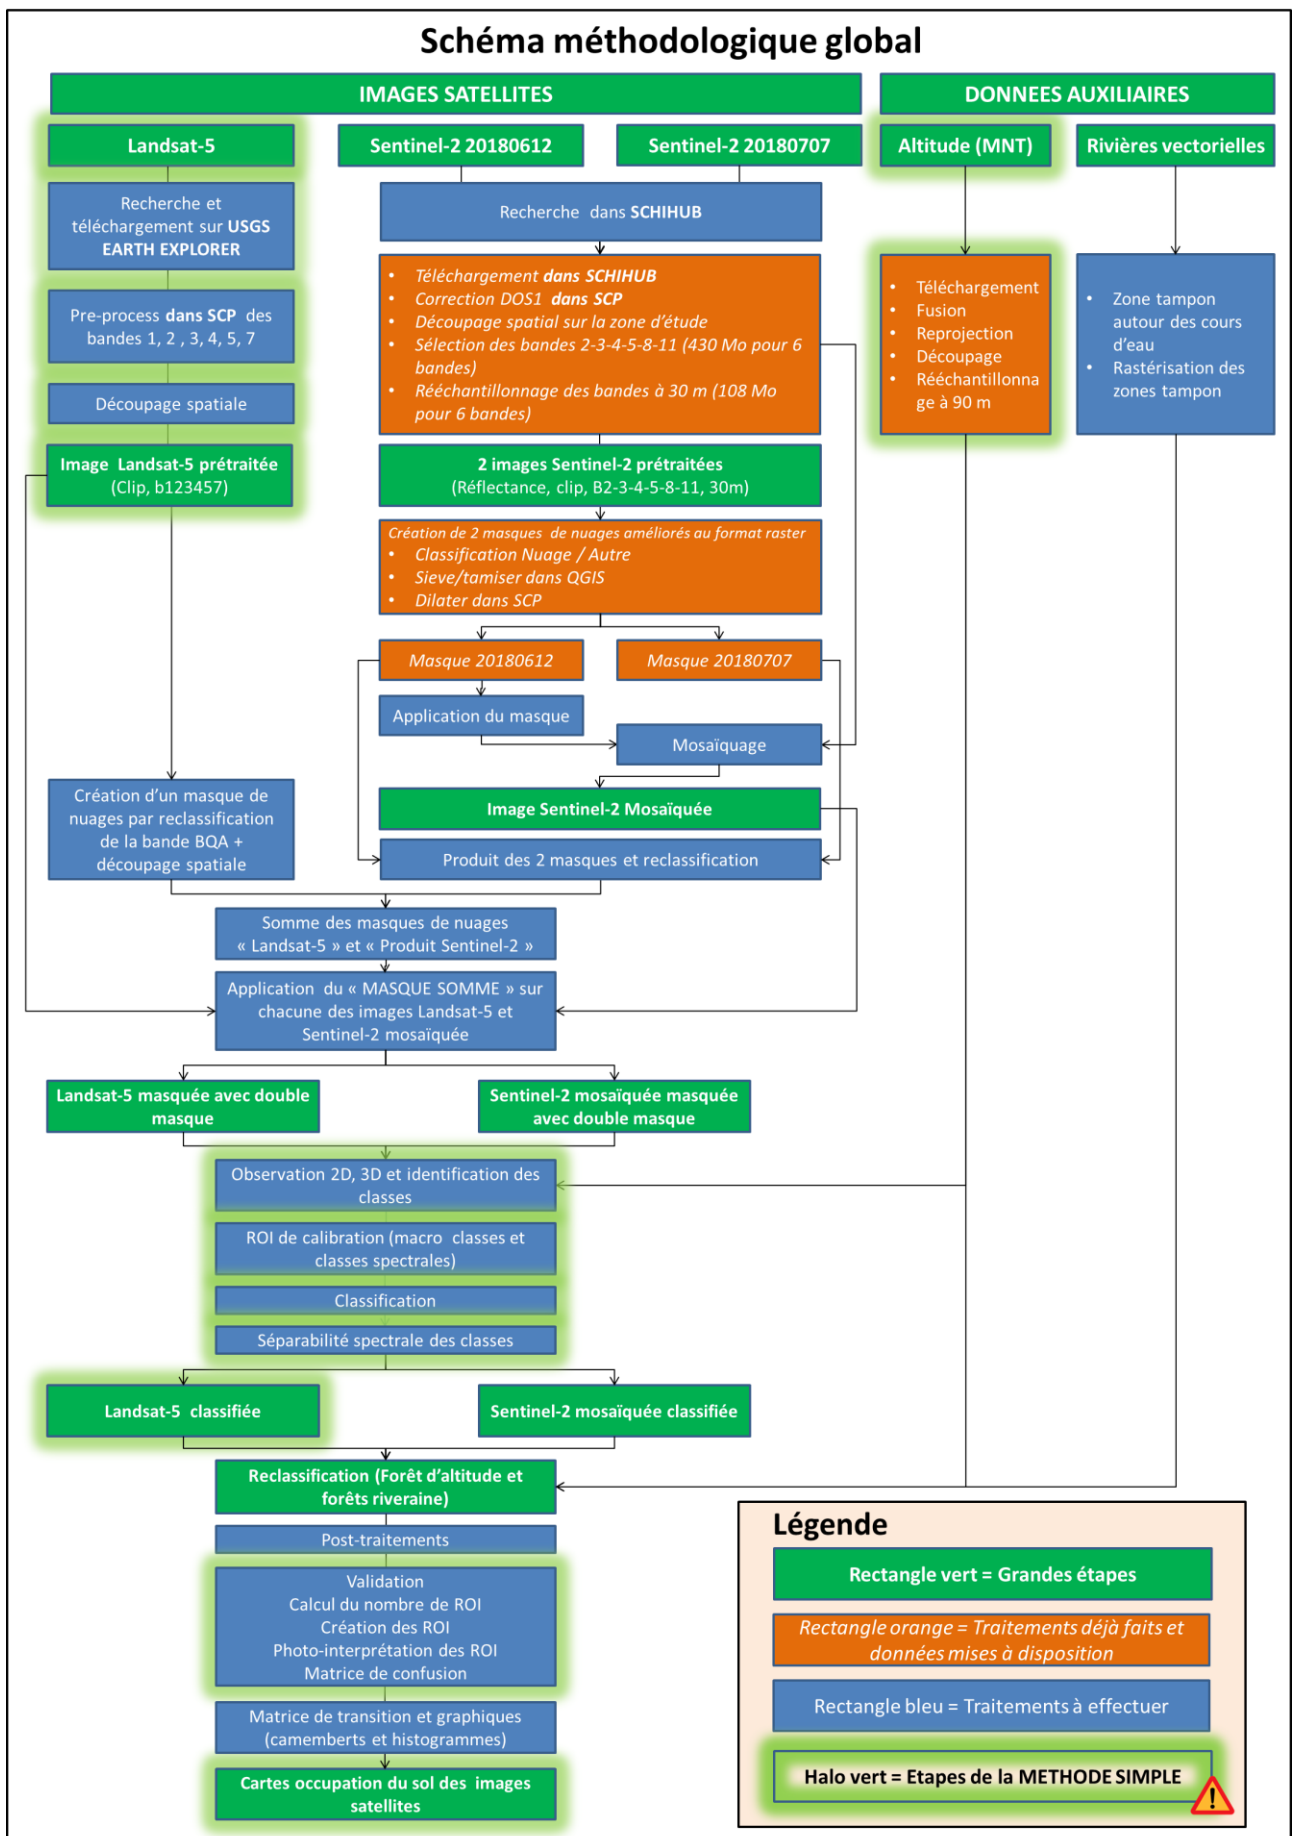 Schéma méthodologique global
IMAGES SATELLITES
DONNEES AUXILIAIRES
Landsat-5
Sentinel-2 20180612
Sentinel-2 20180707
Altitude (MNT)
Rivières vectorielles
Recherche et
téléchargement sur USGS
EARTH EXPLORER
Recherche dans SCHIHUB
Pre-process dans SCP des
bandes 1, 2 , 3, 4, 5, 7
Découpage spatiale
Image Landsat-5 prétraitée
(Clip, b123457)
• Téléchargement dans SCHIHUB
• Correction DOS1 dans SCP
• Découpage spatial sur la zone d'étude
• Sélection des bandes 2-3-4-5-8-11 (430 Mo pour 6
bandes)
• Rééchantillonnage des bandes à 30 m (108 Mo
pour 6 bandes)
• Téléchargement
• Fusion
• Reprojection
• Découpage
• Rééchantillonna
ge à 90 m
• Zone tampon
autour des cours
d'eau
• Rastérisation des
zones tampon
2 images Sentinel-2 prétraitées
(Réflectance, clip, B2-3-4-5-8-11, 30m)
Création de 2 masques de nuages améliorés au format raster
• Classification Nuage / Autre
• Sieve/tamiser dans QGIS
• Dilater dans SCP
Masque 20180612
Masque 20180707
Application du masque
Mosaïquage
Image Sentinel-2 Mosaïquée
Produit des 2 masques et reclassification
Création d'un masque de
nuages par reclassification
de la bande BQA +
découpage spatiale
Somme des masques de nuages
« Landsat-5 » et « Produit Sentinel-2 »
Application du « MASQUE SOMME » sur
chacune des images Landsat-5 et
Sentinel-2 mosaïquée
Landsat-5 masquée avec double
masque
Sentinel-2 mosaïquée masquée
avec double masque
Observation 2D, 3D et identification des
classes
ROI de calibration (macro classes et
classes spectrales)
Classification
Séparabilité spectrale des classes
Landsat-5 classifiée
Sentinel-2 mosaïquée classifiée
Reclassification (Forêt d'altitude et
forêts riveraine)
Post-traitements
Validation
Calcul du nombre de ROI
Création des ROI
Photo-interprétation des ROI
Matrice de confusion
Matrice de transition et graphiques
(camemberts et histogrammes)
Cartes occupation du sol des images
satellites
Légende
Rectangle vert = Grandes étapes
Rectangle orange = Traitements déjà faits et
données mises à disposition
Rectangle bleu = Traitements à effectuer
Halo vert = Etapes de la METHODE SIMPLE
!